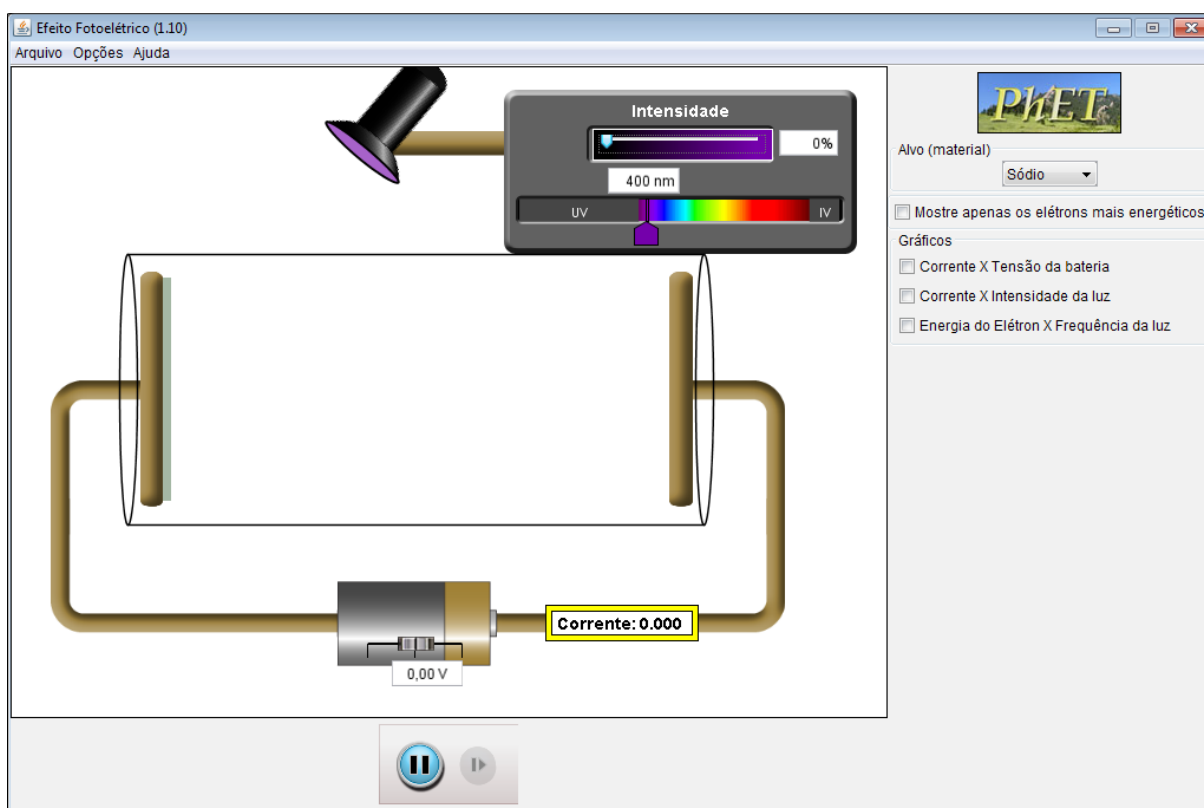 Efeito Fotoelétrico (1.10)
Arquivo Opções Ajuda
Intensidade
0%
400 nm
UV
IV
PhET
Alvo (material)
Sódio
Mostre apenas os elétrons mais energéticos
Gráficos
Corrente X Tensão da bateria
Corrente X Intensidade da luz
Energia do Elétron X Frequência da luz
Corrente: 0.000
0,00 V